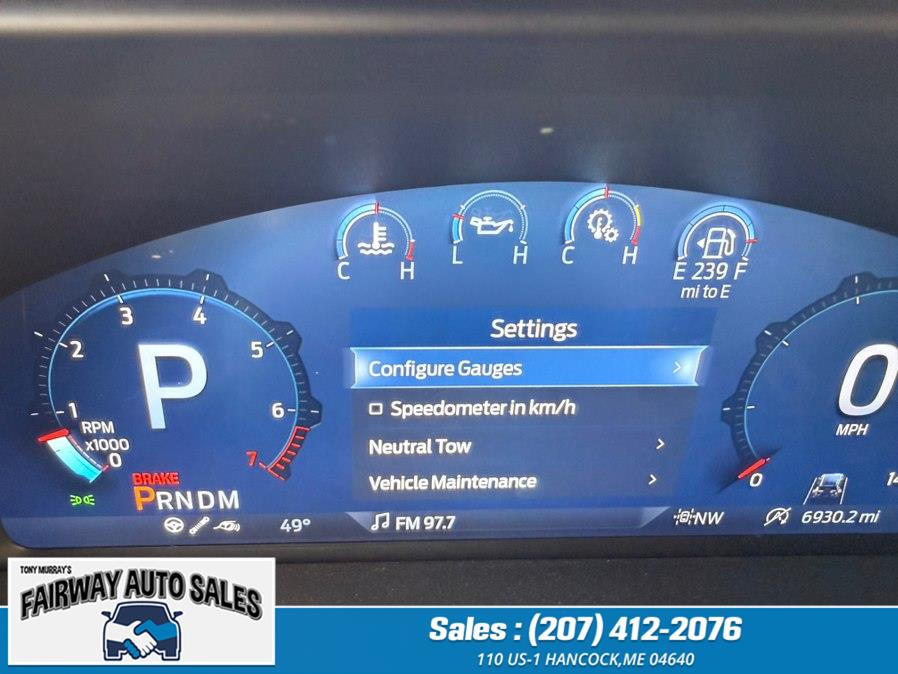 C H
L H
C H
E 239 F
mi to E
1 2 3 4 5 6 7
P
RPM
x1000
0
BRAKE
PRNDM
49°
Settings
Configure Gauges
Speedometer in km/h
Neutral Tow
Vehicle Maintenance
FM 97.7
NW
0
MPH
0
14
6930.2 mi
TONY MURRAY'S
FAIRWAY AUTO SALES
Sales : (207) 412-2076
110 US-1 HANCOCK,ME 04640